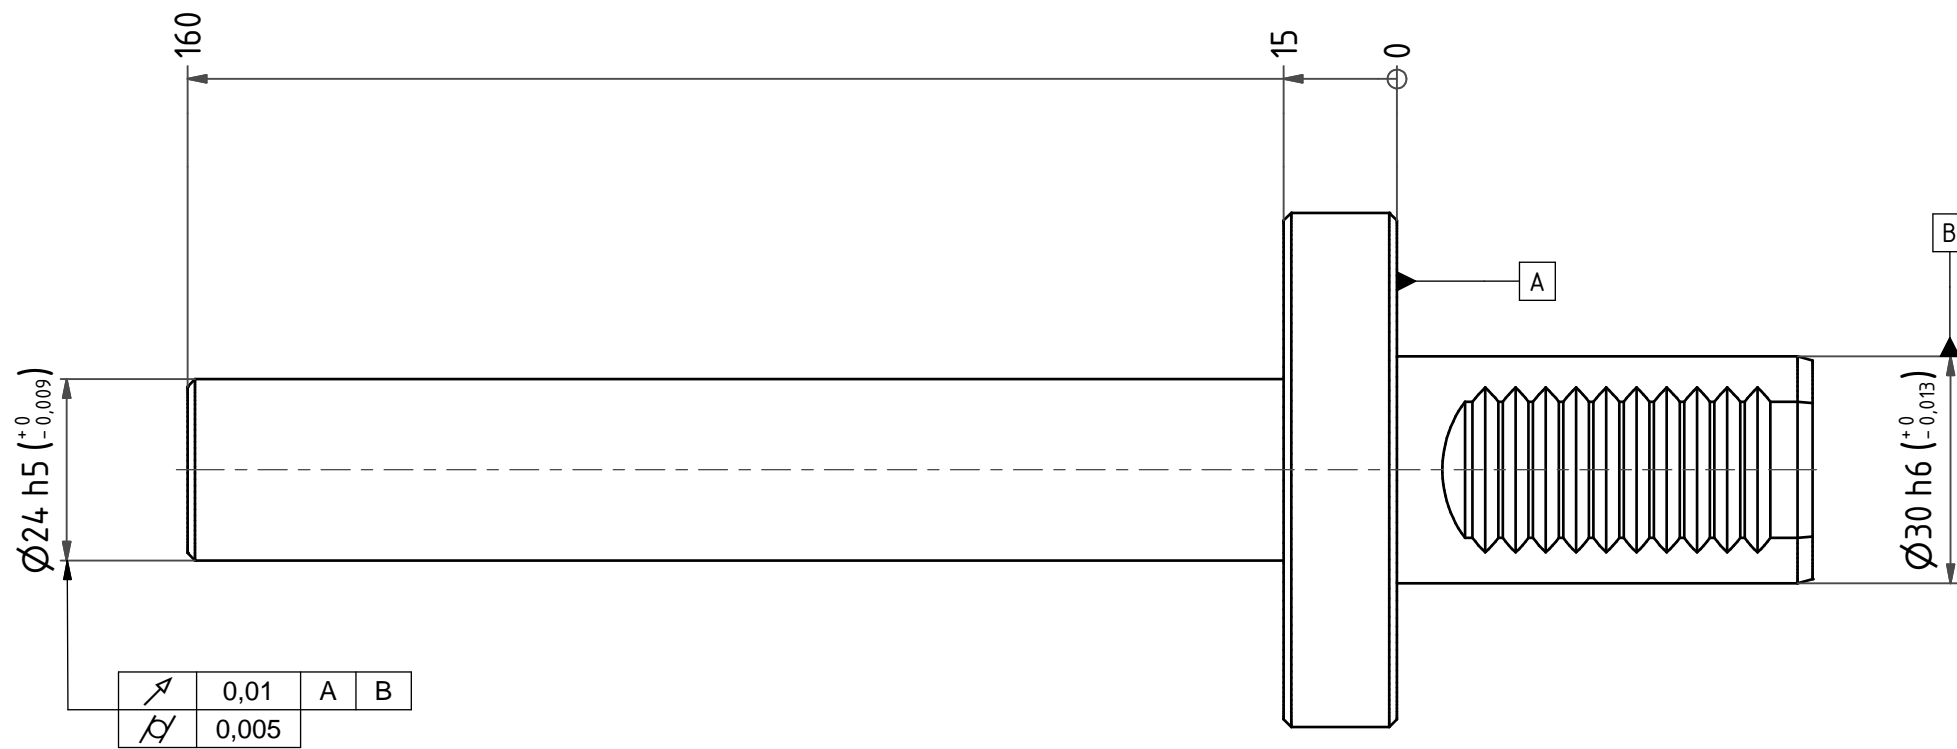 160
15
0
B
A
Ø24 h5 (+ 0 - 0,009)
Ø30 h6 (+ 0 - 0,013)
0,01 A B
0,005